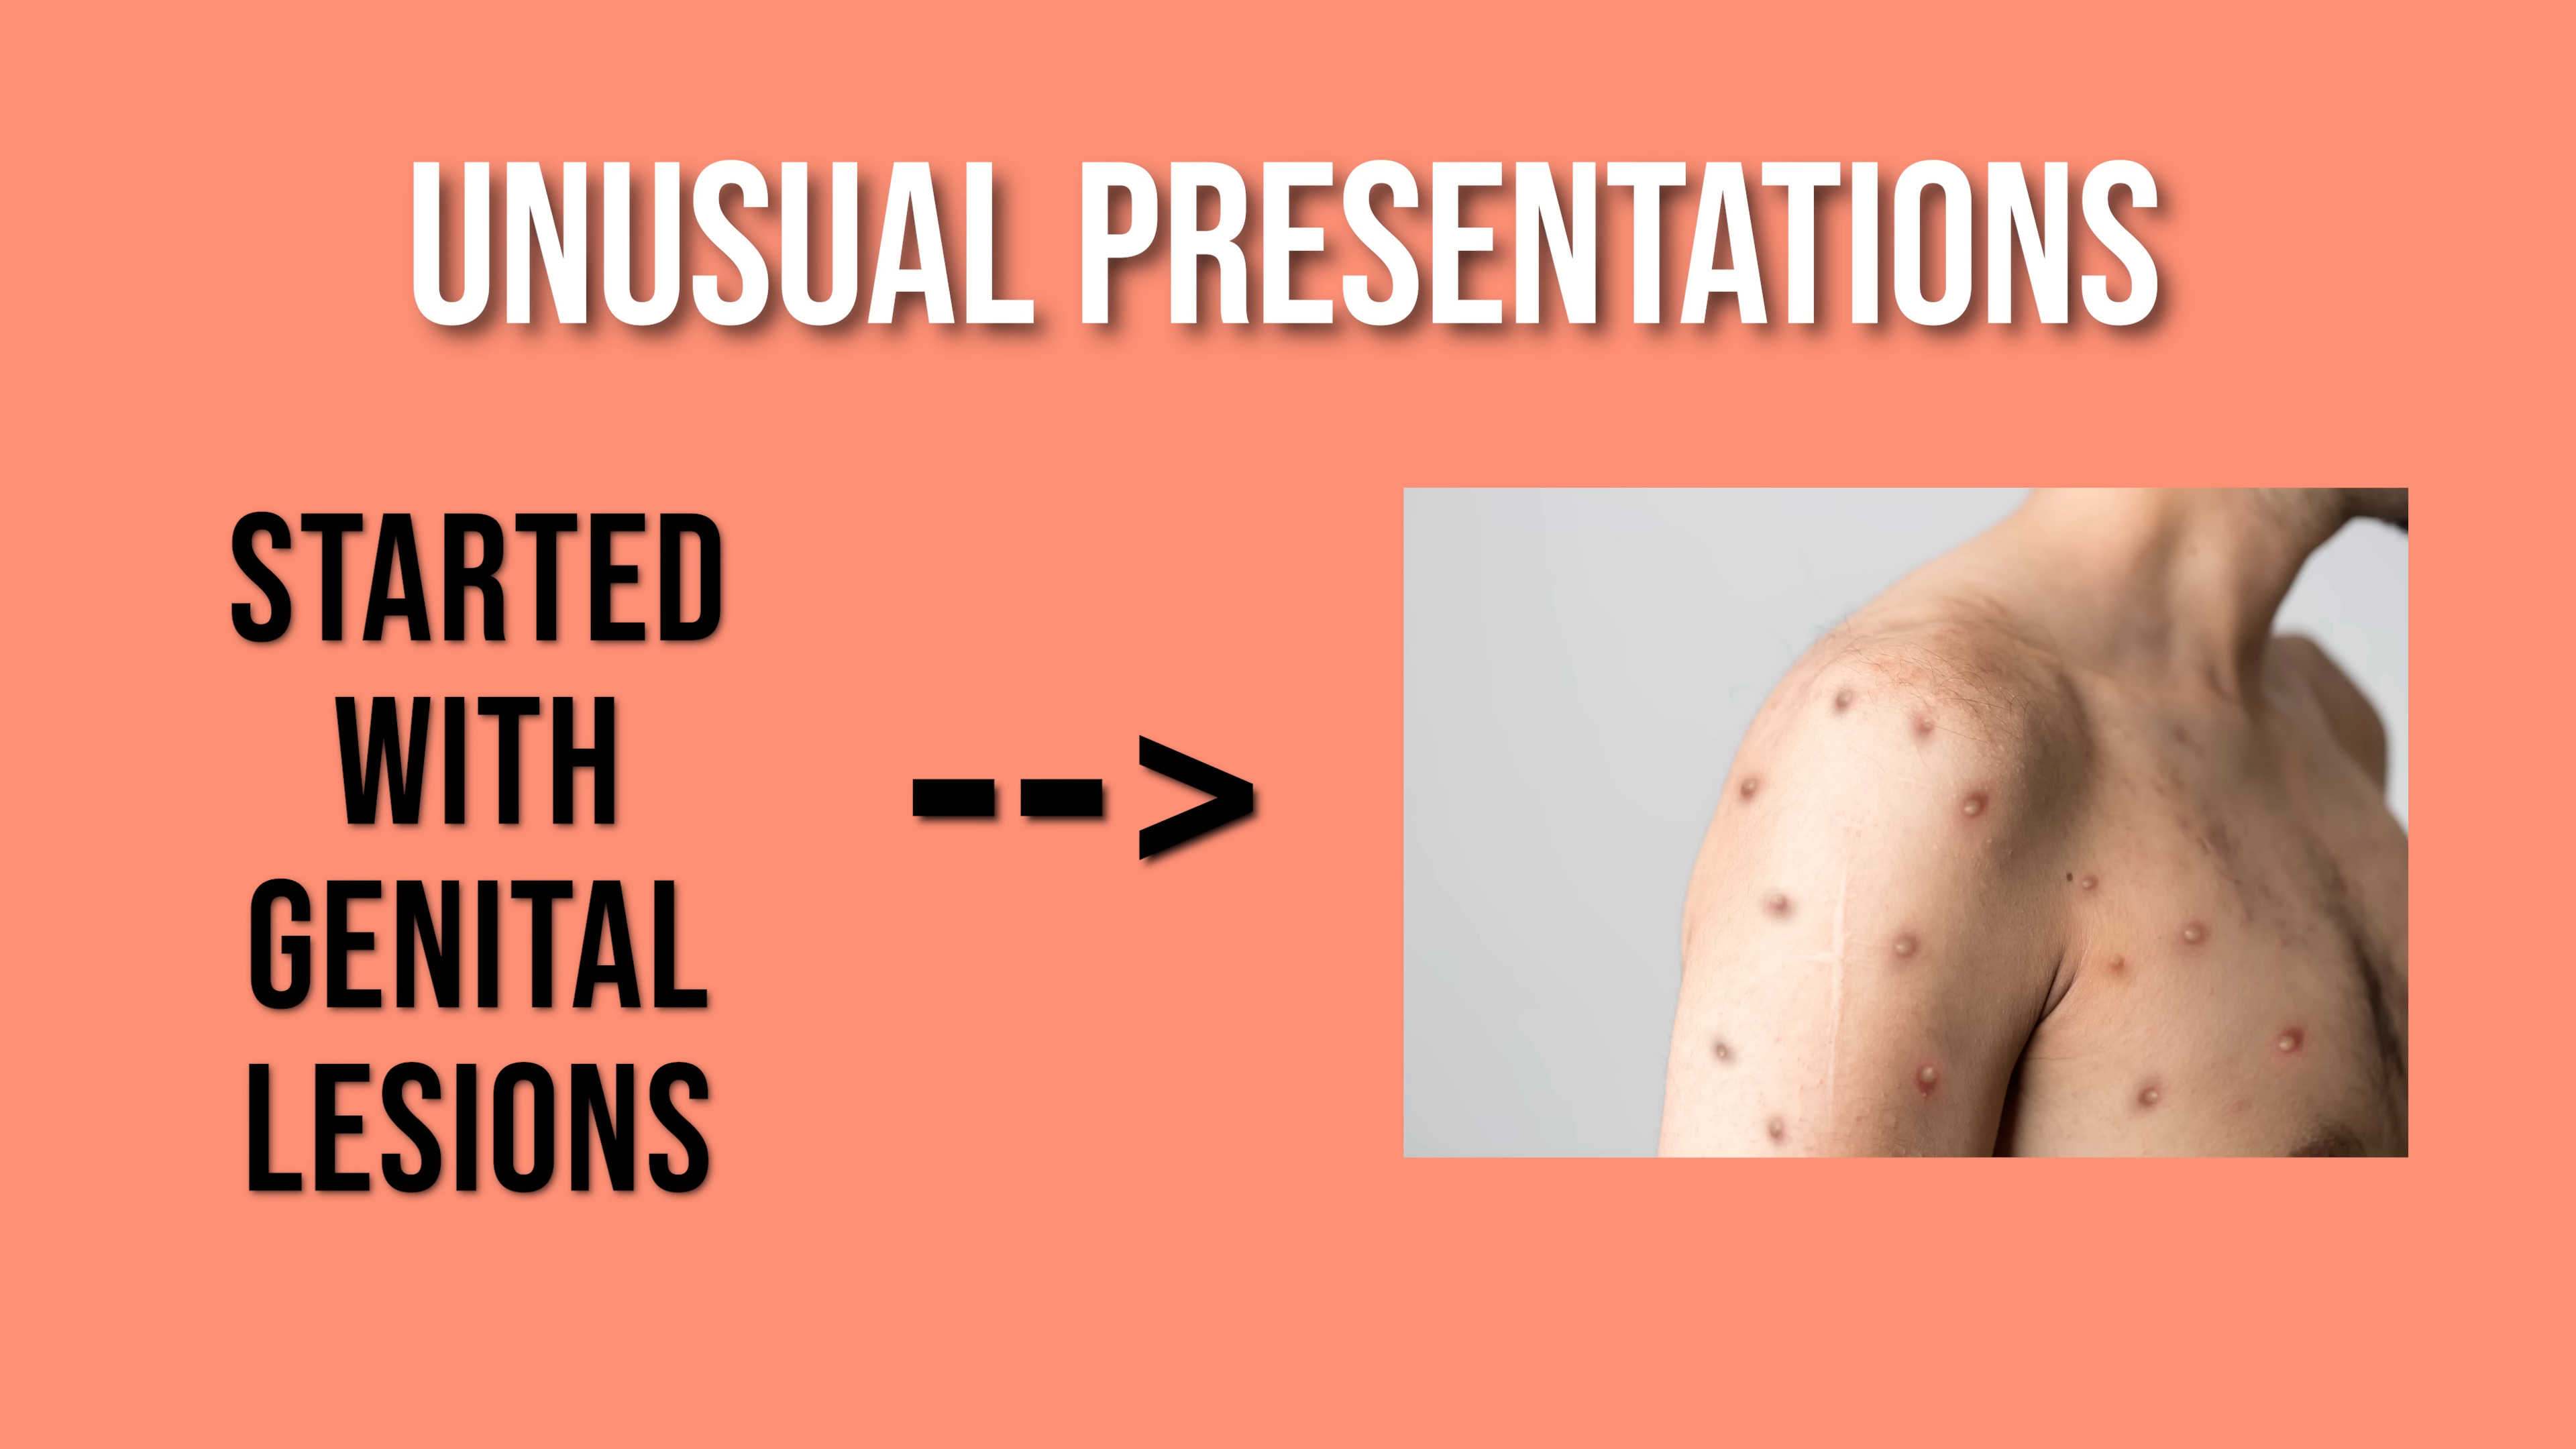 UNUSUAL PRESENTATIONS
STARTED
WITH
GENITAL
LESIONS
-->